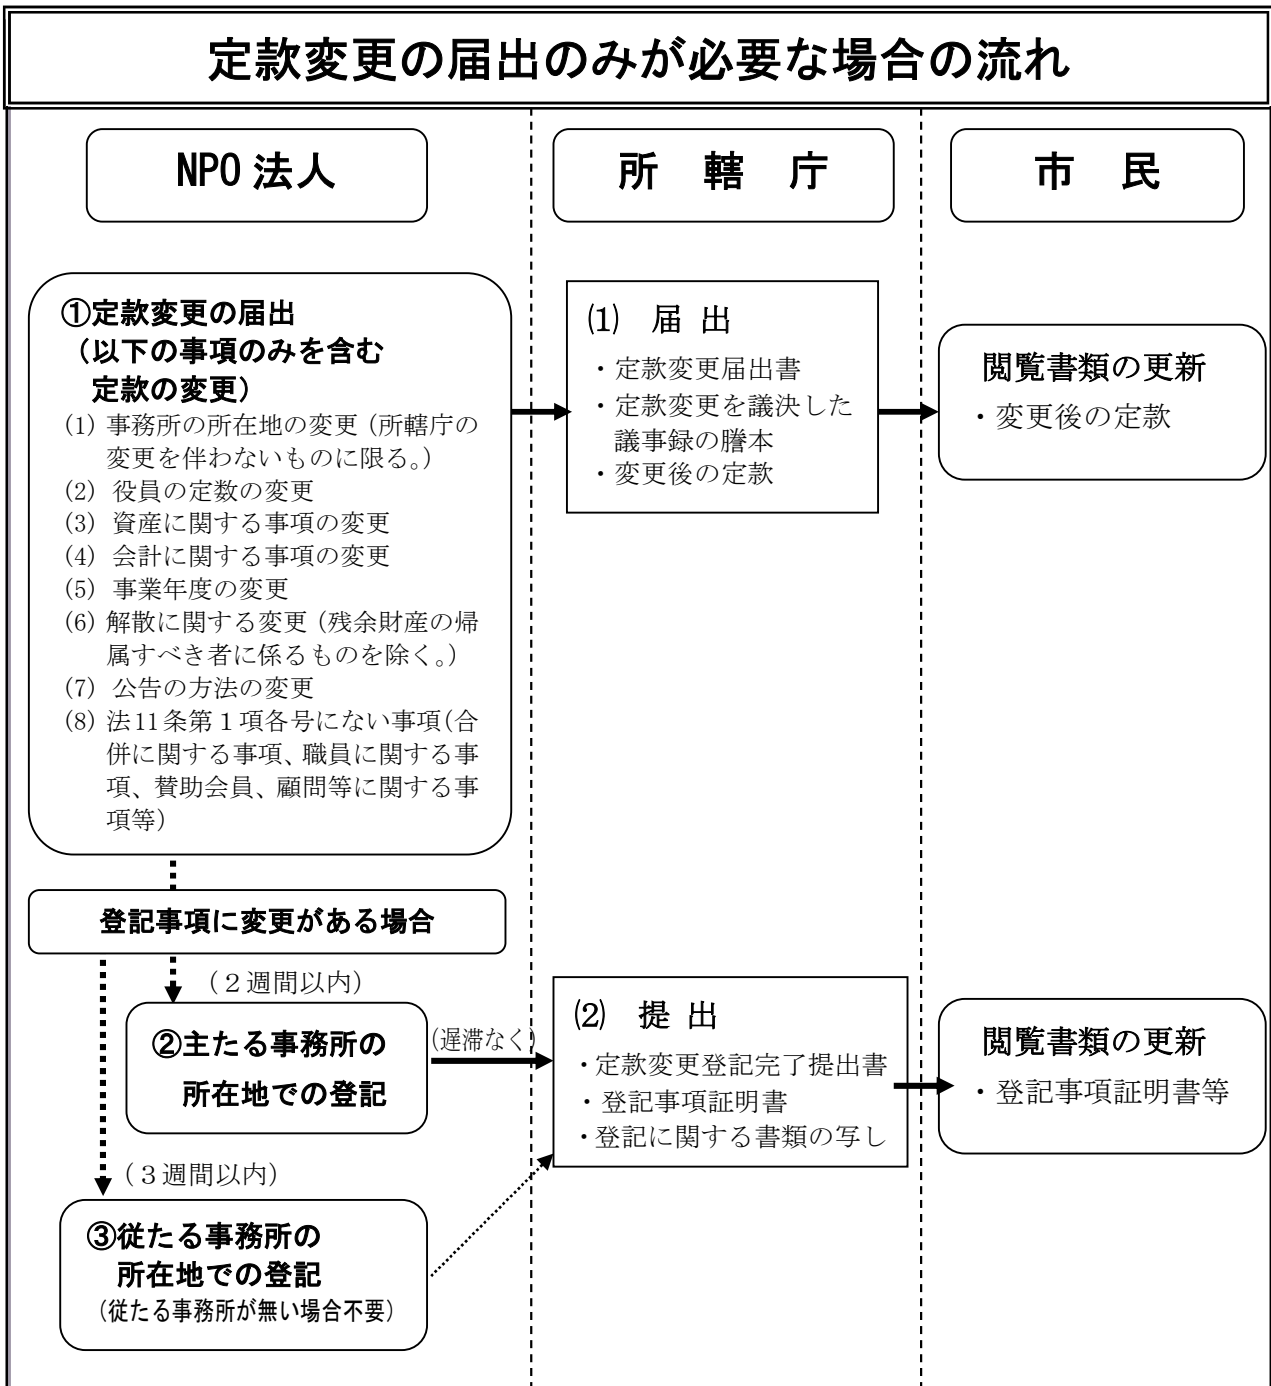 定款変更の届出のみが必要な場合の流れ
NPO 法人
所　轄　庁
市　民
①定款変更の届出
（以下の事項のみを含む
定款の変更）
(1) 事務所の所在地の変更（所轄庁の
変更を伴わないものに限る。）
(2) 役員の定数の変更
(3) 資産に関する事項の変更
(4) 会計に関する事項の変更
(5) 事業年度の変更
(6) 解散に関する変更（残余財産の帰
属すべき者に係るものを除く。）
(7) 公告の方法の変更
(8) 法11条第１項各号にない事項（合
併に関する事項、職員に関する事
項、賛助会員、顧問等に関する事
項等）
(1)　届 出
・定款変更届出書
・定款変更を議決した
議事録の謄本
・変更後の定款
閲覧書類の更新
・変更後の定款
登記事項に変更がある場合
（２週間以内）
②主たる事務所の
所在地での登記
（遅滞なく）
(2)　提 出
・定款変更登記完了提出書
・登記事項証明書
・登記に関する書類の写し
閲覧書類の更新
・登記事項証明書等
（３週間以内）
③従たる事務所の
所在地での登記
（従たる事務所が無い場合不要）